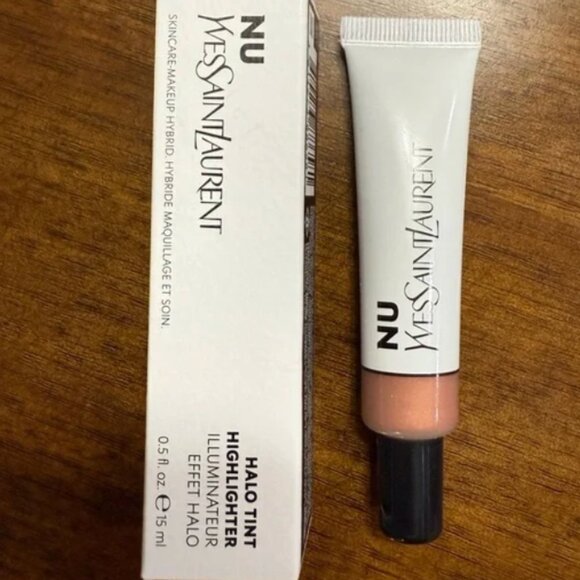 NU
YVESSAINTLAURENT
SKINCARE-MAKEUP HYBRID. HYBRIDE MAQUILLAGE ET SOIN.
HALO TINT
HIGHLIGHTER
ILLUMINATEUR
EFFET HALO
0.5 fl. oz. ℮ 15 ml
NU
YVESSAINTLAURENT